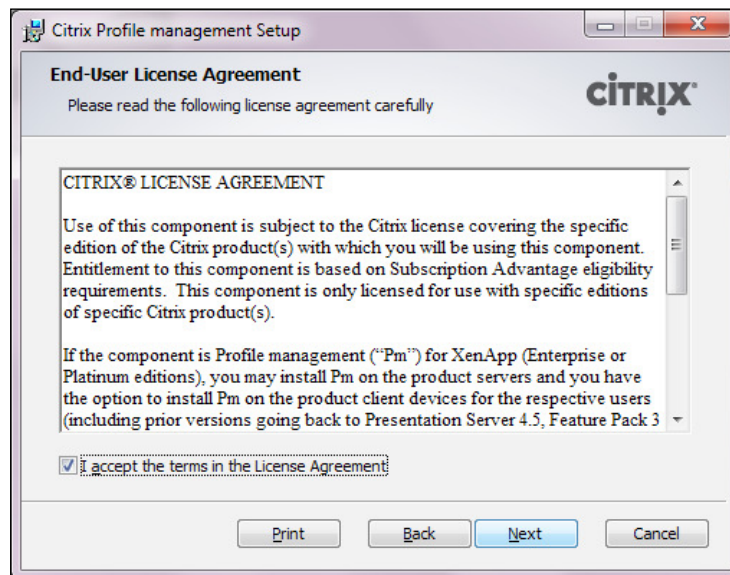 Citrix Profile management Setup
End-User License Agreement
Please read the following license agreement carefully
CITRIX
CITRIX® LICENSE AGREEMENT
Use of this component is subject to the Citrix license covering the specific
edition of the Citrix product(s) with which you will be using this component.
Entitlement to this component is based on Subscription Advantage eligibility
requirements.  This component is only licensed for use with specific editions
of specific Citrix product(s).
If the component is Profile management (“Pm”) for XenApp (Enterprise or
Platinum editions), you may install Pm on the product servers and you have
the option to install Pm on the product client devices for the respective users
(including prior versions going back to Presentation Server 4.5, Feature Pack 3
I accept the terms in the License Agreement
Print Back Next Cancel